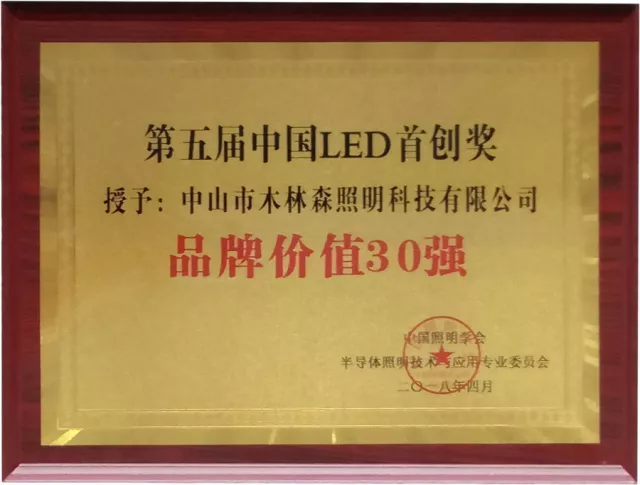 第五届中国LED首创奖
授予：中山市木林森照明科技有限公司
品牌价值30强
中国照明学会
半导体照明技术与应用专业委员会
二〇一八年四月